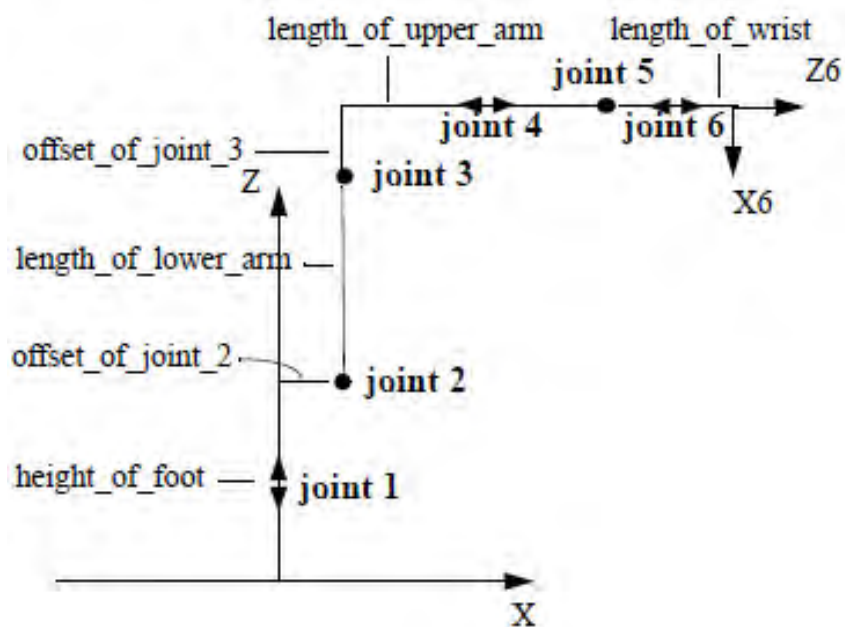 length_of_upper_arm
length_of_wrist
joint 5
Z6
joint 4
joint 6
offset_of_joint_3
Z
joint 3
X6
length_of_lower_arm
offset_of_joint_2
joint 2
height_of_foot
joint 1
X